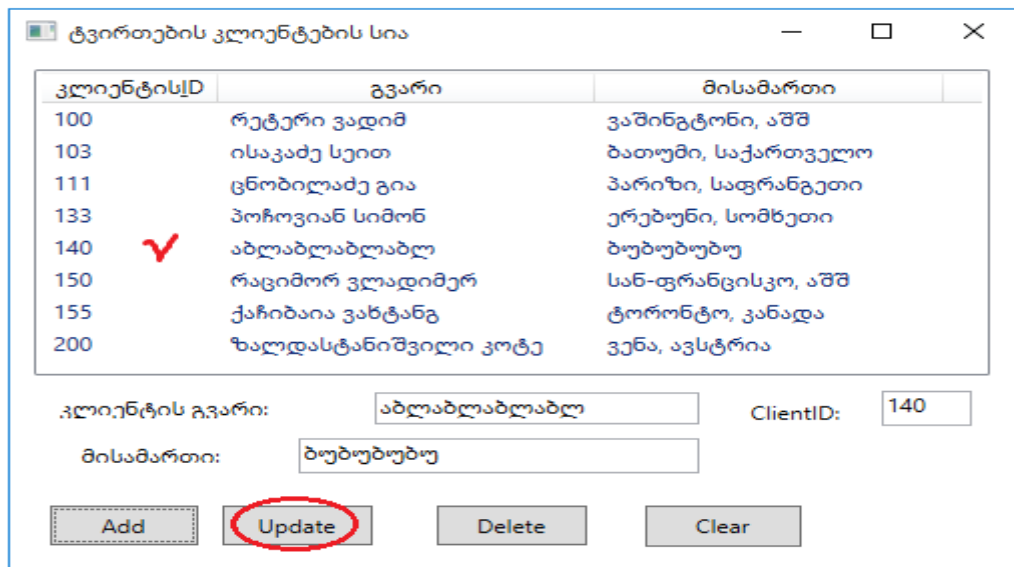 ტვირთების კლიენტების სია
კლიენტისID გვარი მისამართი
100 რეტერი ვადიმ ვაშინგტონი, აშშ
103 ისაკაძე სეით ბათუმი, საქართველო
111 ცნობილაძე გია პარიზი, საფრანგეთი
133 პოჩოვიან სიმონ ერებუნი, სომხეთი
140 აბლაბლაბლაბლ ბუბუბუბუ
150 რაციმორ ვლადიმერ სან-ფრანცისკო, აშშ
155 ქაჩიბაია ვახტანგ ტორონტო, კანადა
200 ზალდასტანიშვილი კოტე ვენა, ავსტრია
კლიენტის გვარი: აბლაბლაბლაბლ ClientID: 140
მისამართი: ბუბუბუბუ
Add Update Delete Clear